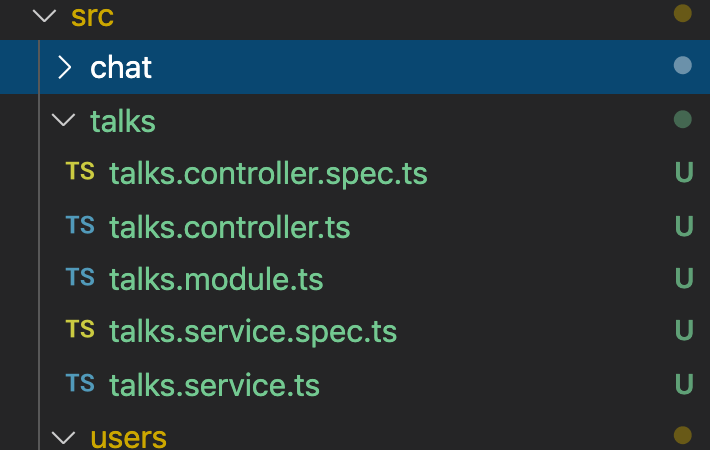 src
chat
talks
TS talks.controller.spec.ts U
TS talks.controller.ts U
TS talks.module.ts U
TS talks.service.spec.ts U
TS talks.service.ts U
users